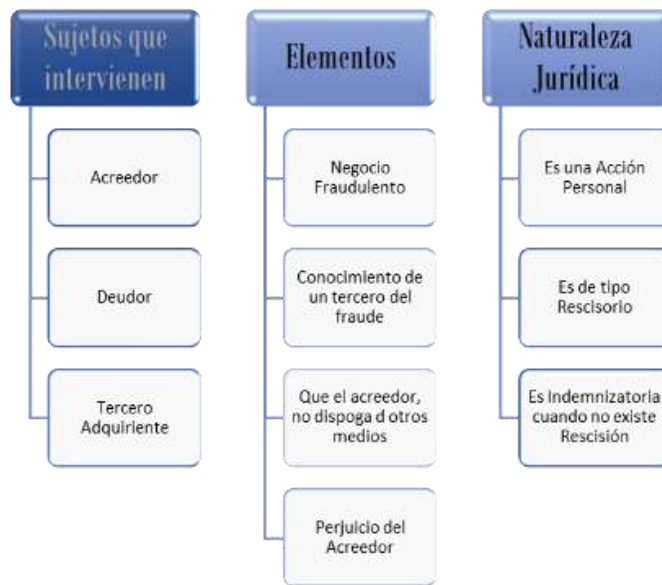 Sujetos que
intervienen
Acreedor
Deudor
Tercero
Adquiriente
Elementos
Negocio
Fraudulento
Conocimiento de
un tercero del
fraude
Que el acreedor,
no dispoga d otros
medios
Perjuicio del
Acreedor
Naturaleza
Jurídica
Es una Acción
Personal
Es de tipo
Rescisorio
Es Indemnizatoria
cuando no existe
Rescisión